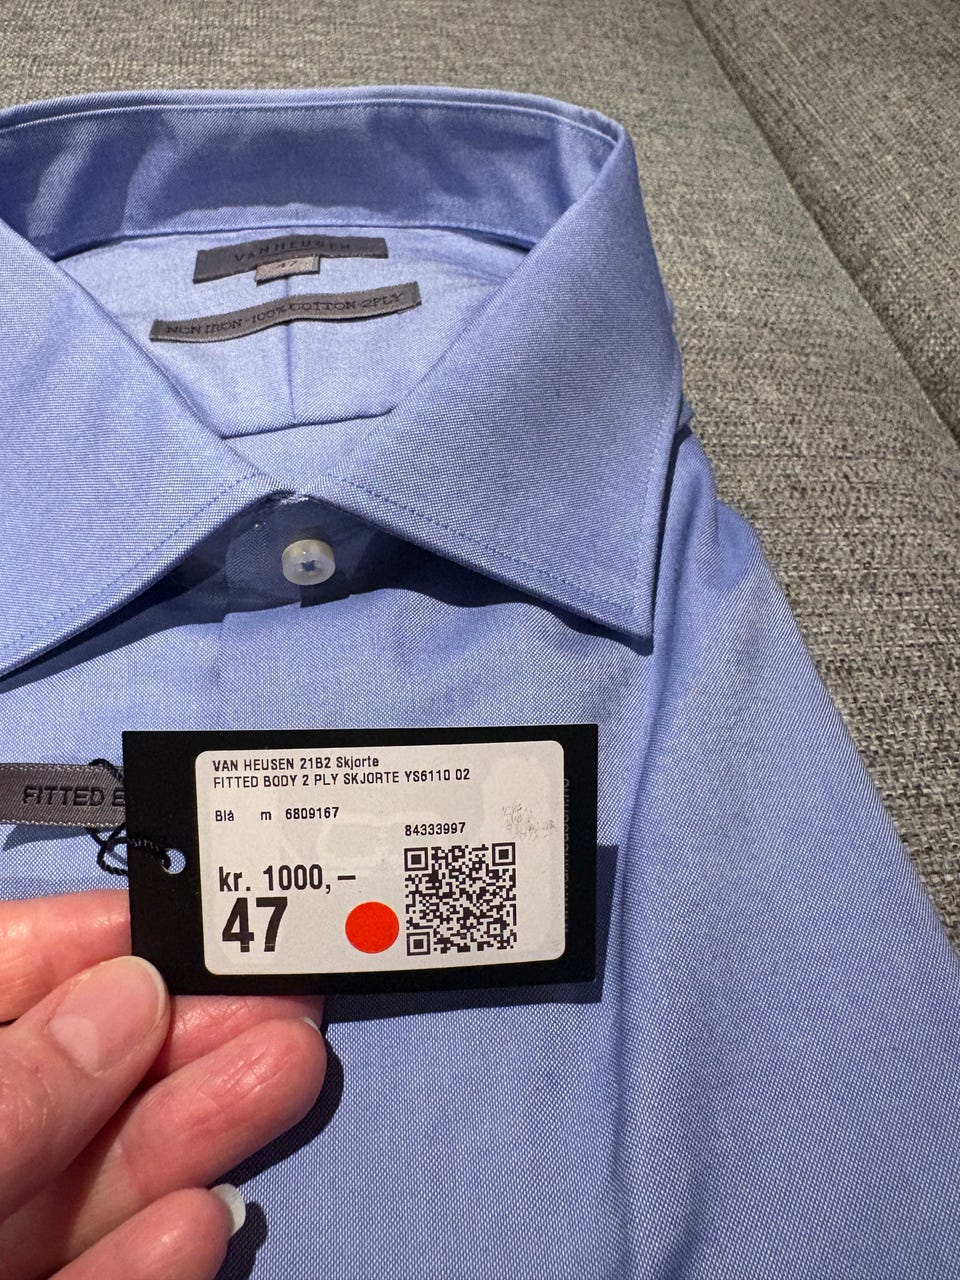 VAN HEUSEN
47
NON IRON · 100% COTTON · 2PLY
FITTED B
VAN HEUSEN 21B2 Skjorte
FITTED BODY 2 PLY SKJORTE YS6110 02
Blå m 6809167
84333997
kr. 1000,–
47